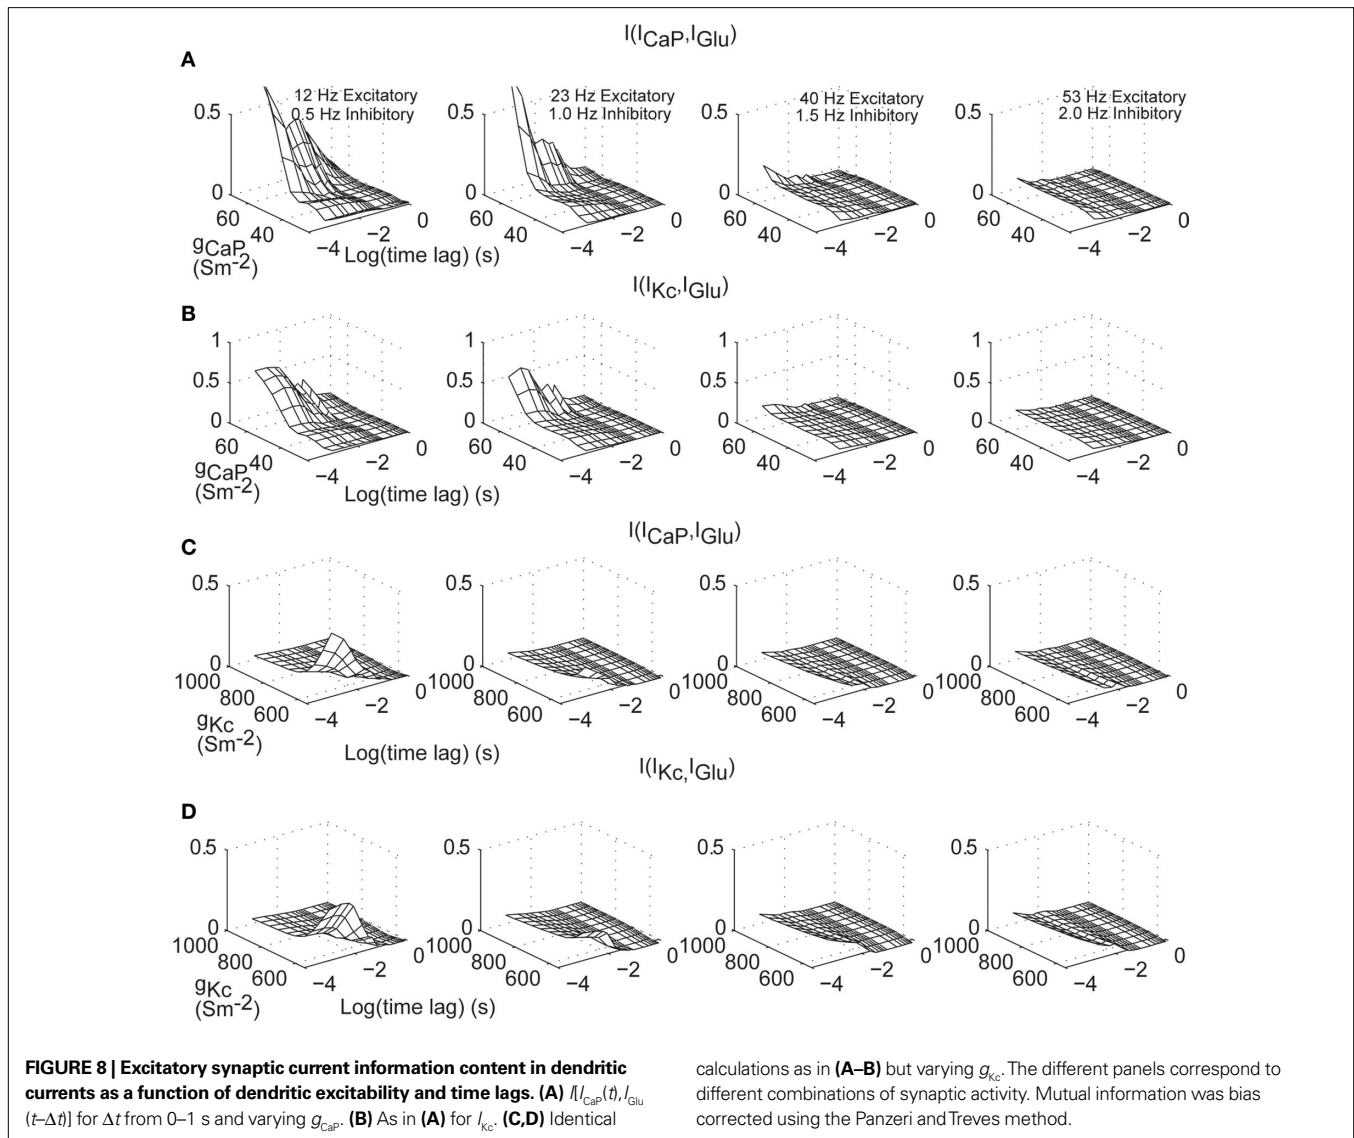 I(I_CaP,I_Glu)
A
12 Hz Excitatory
0.5 Hz Inhibitory
23 Hz Excitatory
1.0 Hz Inhibitory
40 Hz Excitatory
1.5 Hz Inhibitory
53 Hz Excitatory
2.0 Hz Inhibitory
0.5 0.5 0.5 0.5
0 0 0 0
60 60 60 60
40 40 40 40
−4 −2 0 −4 −2 0 −4 −2 0 −4 −2 0
gCaP
(Sm-2)
Log(time lag) (s)
I(I_Kc,I_Glu)
B
1 1 1 1
0.5 0.5 0.5 0.5
0 0 0 0
60 60 60 60
40 40 40 40
−4 −2 0 −4 −2 0 −4 −2 0 −4 −2 0
gCaP
(Sm-2)
Log(time lag) (s)
I(I_CaP,I_Glu)
C
0.5 0.5 0.5 0.5
0 0 0 0
1000 1000 1000 1000
800 800 800 800
600 600 600 600
−4 −2 0 −4 −2 0 −4 −2 0 −4 −2 0
gKc
(Sm-2)
Log(time lag) (s)
I(I_Kc,I_Glu)
D
0.5 0.5 0.5 0.5
0 0 0 0
1000 1000 1000 1000
800 800 800 800
600 600 600 600
−4 −2 0 −4 −2 0 −4 −2 0 −4 −2 0
gKc
(Sm-2)
Log(time lag) (s)
FIGURE 8 | Excitatory synaptic current information content in dendritic
currents as a function of dendritic excitability and time lags. (A) I[I_CaP(t),I_Glu
(t–Δt)] for Δt from 0–1 s and varying g_CaP. (B) As in (A) for I_Kc. (C,D) Identical
calculations as in (A–B) but varying g_Kc. The different panels correspond to
different combinations of synaptic activity. Mutual information was bias
corrected using the Panzeri and Treves method.